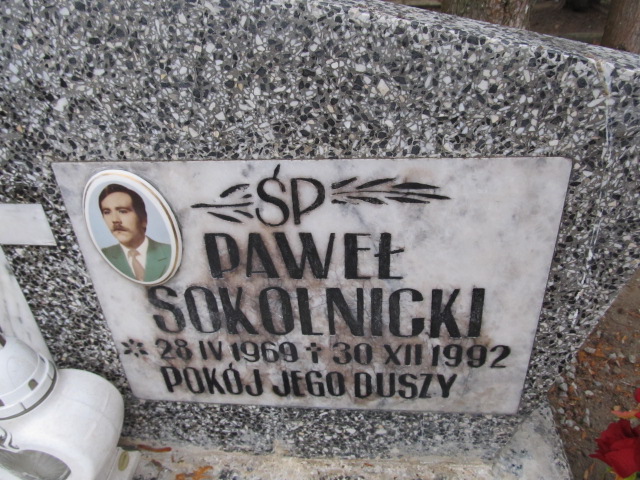 ŚP
PAWEŁ
SOKOLNICKI
* 28 IV 1969 † 30 XII 1992
POKÓJ JEGO DUSZY